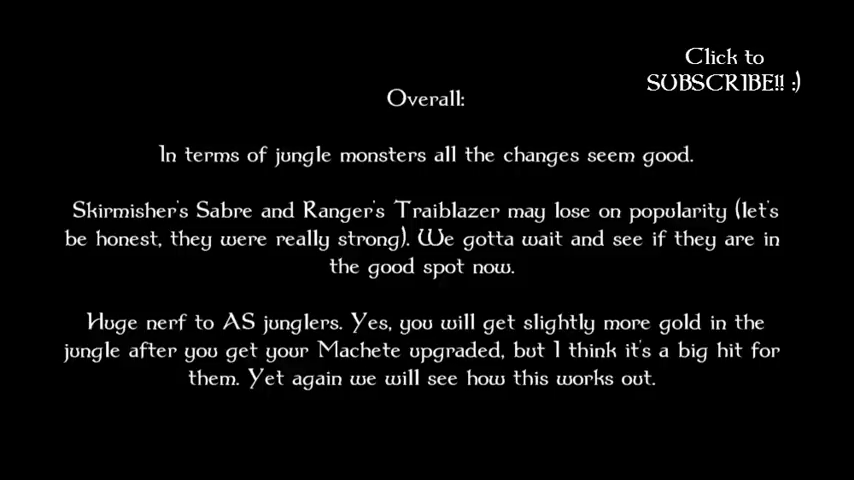 Click to
SUBSCRIBE!! :)
Overall:
In terms of jungle monsters all the changes seem good.
Skirmisher's Sabre and Ranger's Traiblazer may lose on popularity (let's
be honest, they were really strong). We gotta wait and see if they are in
the good spot now.
Huge nerf to AS junglers. Yes, you will get slightly more gold in the
jungle after you get your Machete upgraded, but I think it's a big hit for
them. Yet again we will see how this works out.